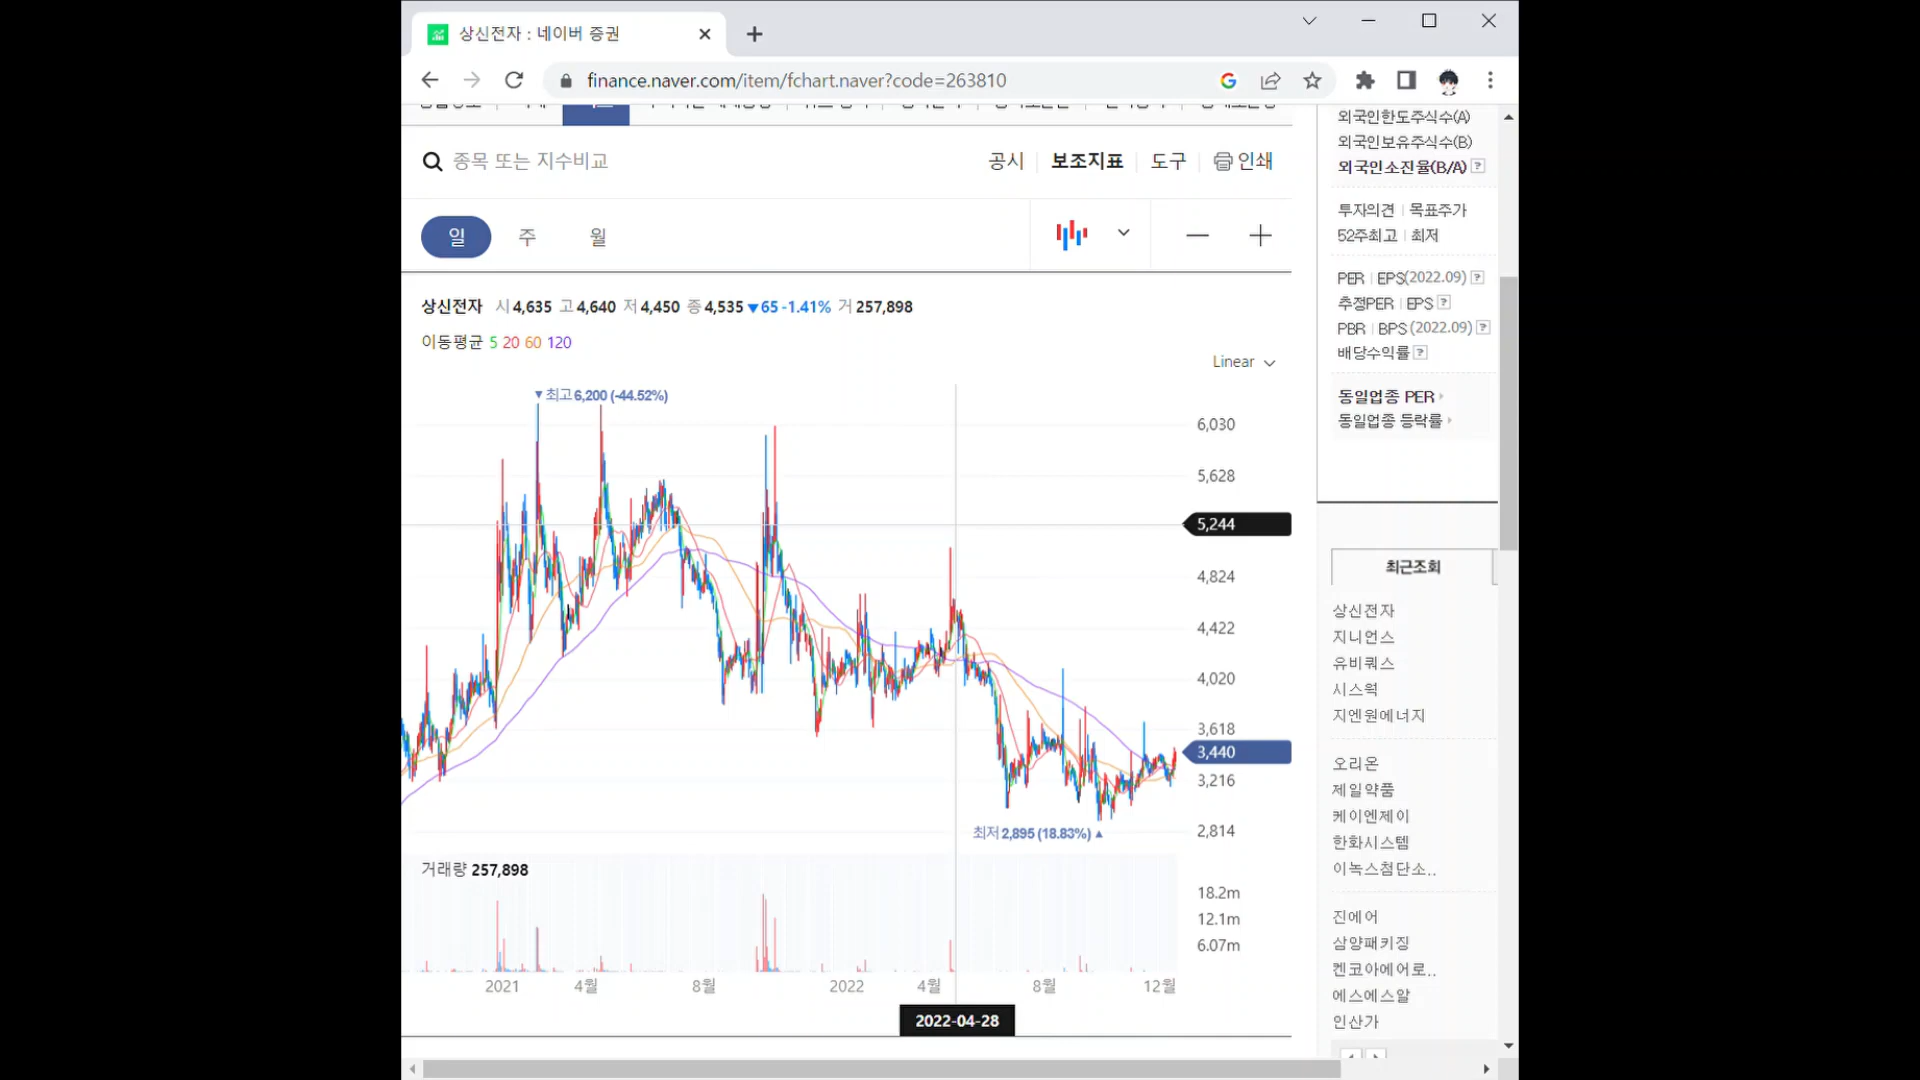 상신전자 : 네이버 증권
finance.naver.com/item/fchart.naver?code=263810
종목 또는 지수비교
공시 보조지표 도구 인쇄
일 주 월
상신전자 시 4,635 고 4,640 저 4,450 종 4,535 ▼65 -1.41% 거 257,898
이동평균 5 20 60 120
Linear
▼최고 6,200 (-44.52%)
6,030
5,628
5,244
4,824
4,422
4,020
3,618
3,440
3,216
2,814
최저 2,895 (18.83%) ▲
거래량 257,898
18.2m
12.1m
6.07m
2021 4월 8월 2022 4월 8월 12월
2022-04-28
외국인한도주식수(A)
외국인보유주식수(B)
외국인소진율(B/A) ?
투자의견 | 목표주가
52주최고 | 최저
PER | EPS(2022.09) ?
추정PER | EPS ?
PBR | BPS (2022.09) ?
배당수익률 ?
동일업종 PER
동일업종 등락률
최근조회
상신전자
지니언스
유비쿼스
시스웍
지엔원에너지
오리온
제일약품
케이엔제이
한화시스템
이녹스첨단소..
진에어
삼양패키징
켄코아에어로..
에스에스알
인산가